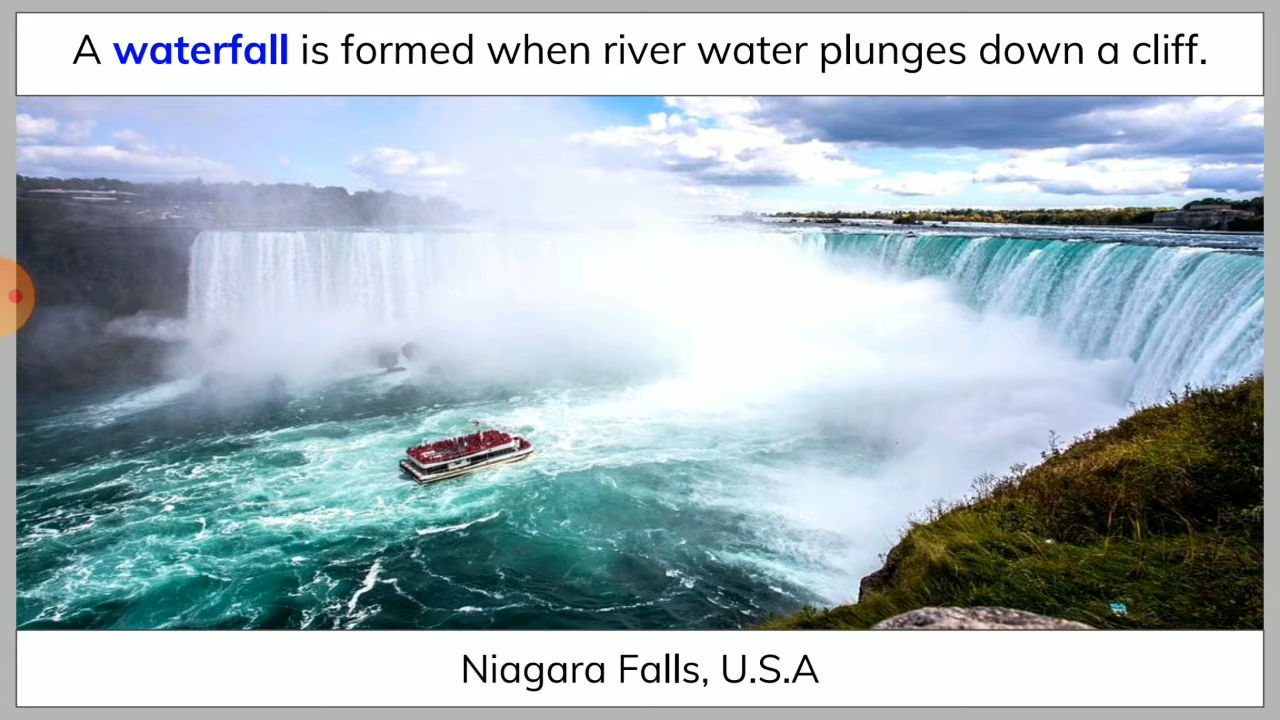 A waterfall is formed when river water plunges down a cliff.
Niagara Falls, U.S.A